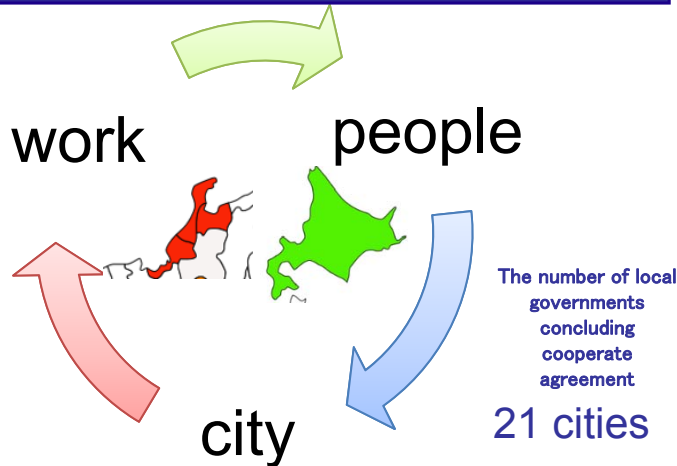 work
people
The number of local
governments
concluding
cooperate
agreement
21 cities
city